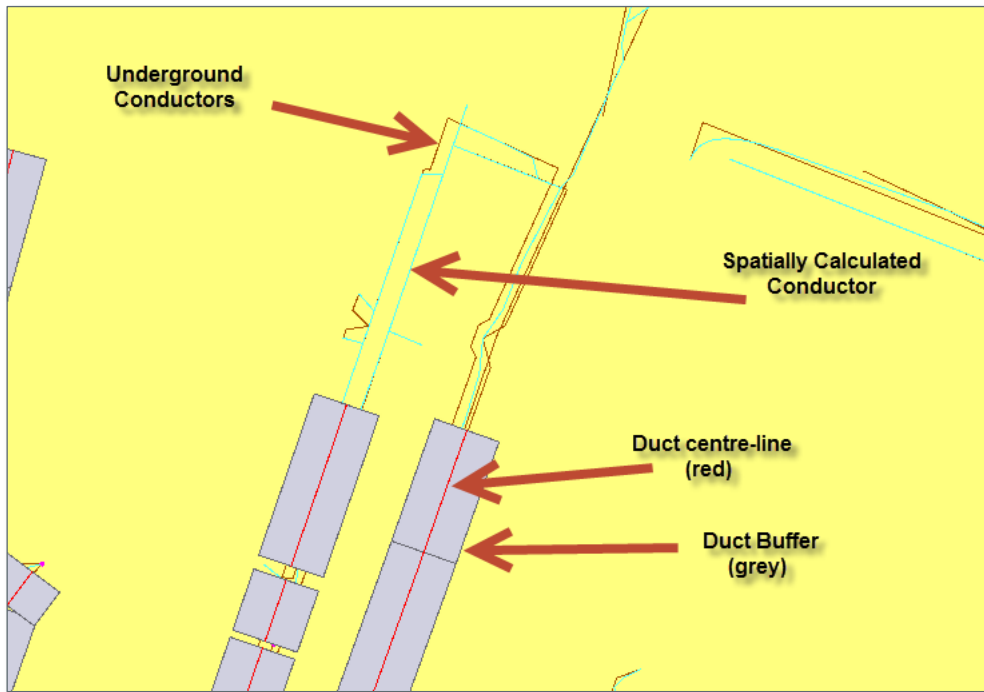 Underground
Conductors
Spatially Calculated
Conductor
Duct centre-line
(red)
Duct Buffer
(grey)